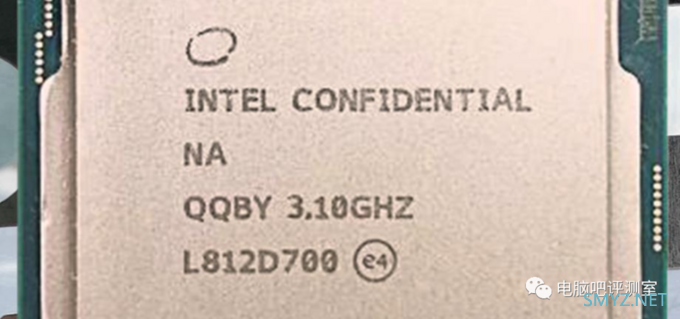 INTEL CONFIDENTIAL
NA
QQBY 3.10GHZ
L812D700 e4
电脑吧评测室
SMYZ.NET